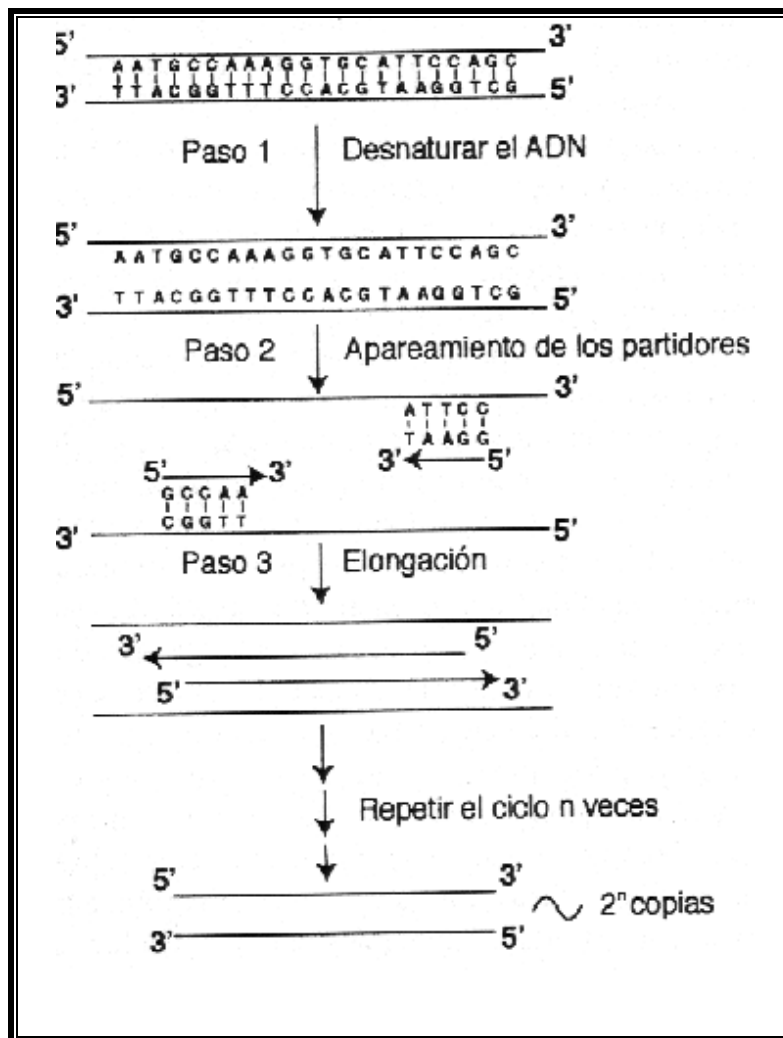 5' 3'
AATGCCAAAGGTGCATTCCAGC
TTACGGTTTCCACGTAAGGTCG
3' 5'
Paso 1 Desnaturar el ADN
5' 3'
AATGCCAAAGGTGCATTCCAGC
TTACGGTTTCCACGTAAGGTCG
3' 5'
Paso 2 Apareamiento de los partidores
5' 3'
ATTCC
TAAGG
3' 5'
5' 3'
GCCAA
CGGTT
3' 5'
Paso 3 Elongación
3' 5'
5' 3'
Repetir el ciclo n veces
5' 3'
2ⁿ copias
3' 5'